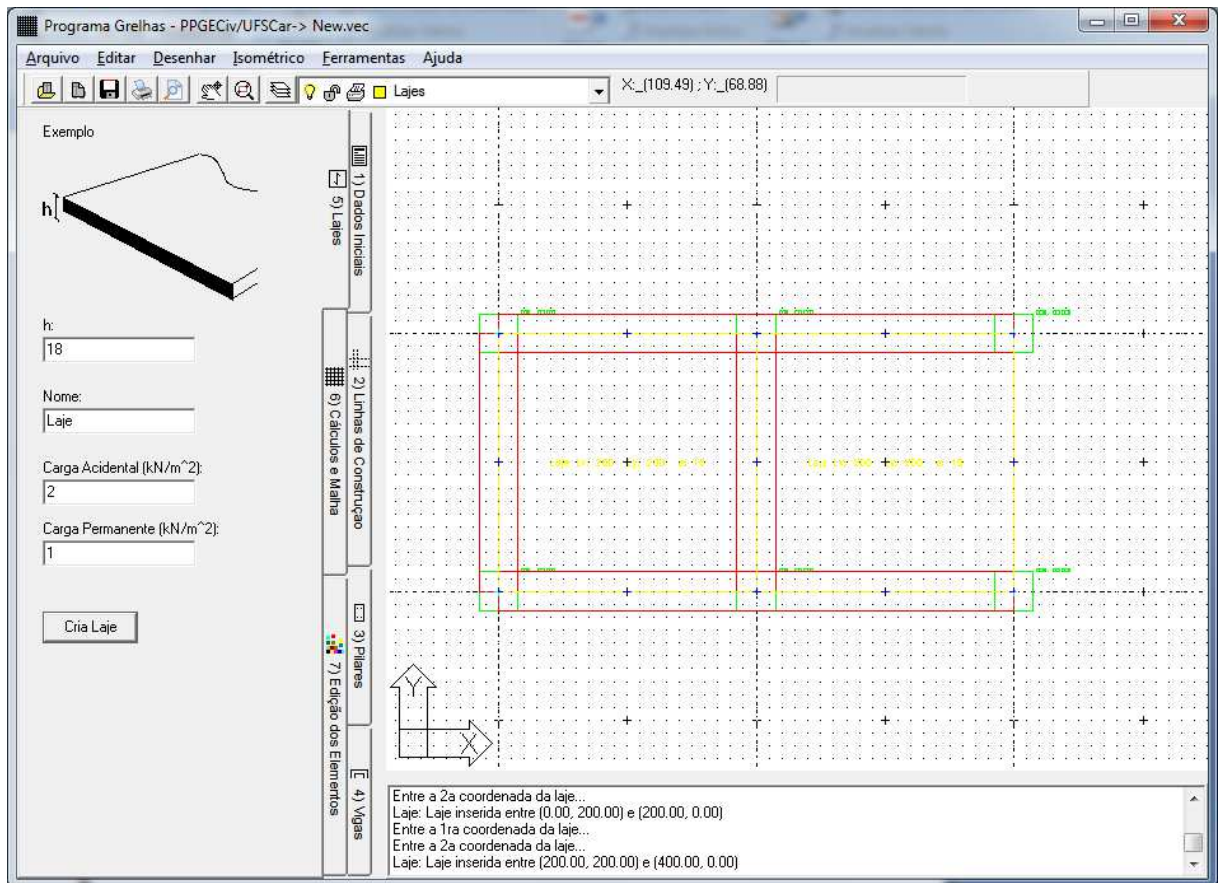 Programa Grelhas - PPGECiv/UFSCar-> New.vec
Arquivo Editar Desenhar Isométrico Ferramentas Ajuda
Lajes
X:_(109.49) ; Y:_(68.88)
Exemplo
h
h:
18
Nome:
Laje
Carga Acidental (kN/m^2):
2
Carga Permanente (kN/m^2):
1
Cria Laje
1) Dados Iniciais
5) Lajes
2) Linhas de Construçao
6) Cálculos e Malha
3) Pilares
7) Edição dos Elementos
4) Vigas
Y
X
Entre a 2a coordenada da laje...
Laje: Laje inserida entre (0.00, 200.00) e (200.00, 0.00)
Entre a 1ra coordenada da laje...
Entre a 2a coordenada da laje...
Laje: Laje inserida entre (200.00, 200.00) e (400.00, 0.00)